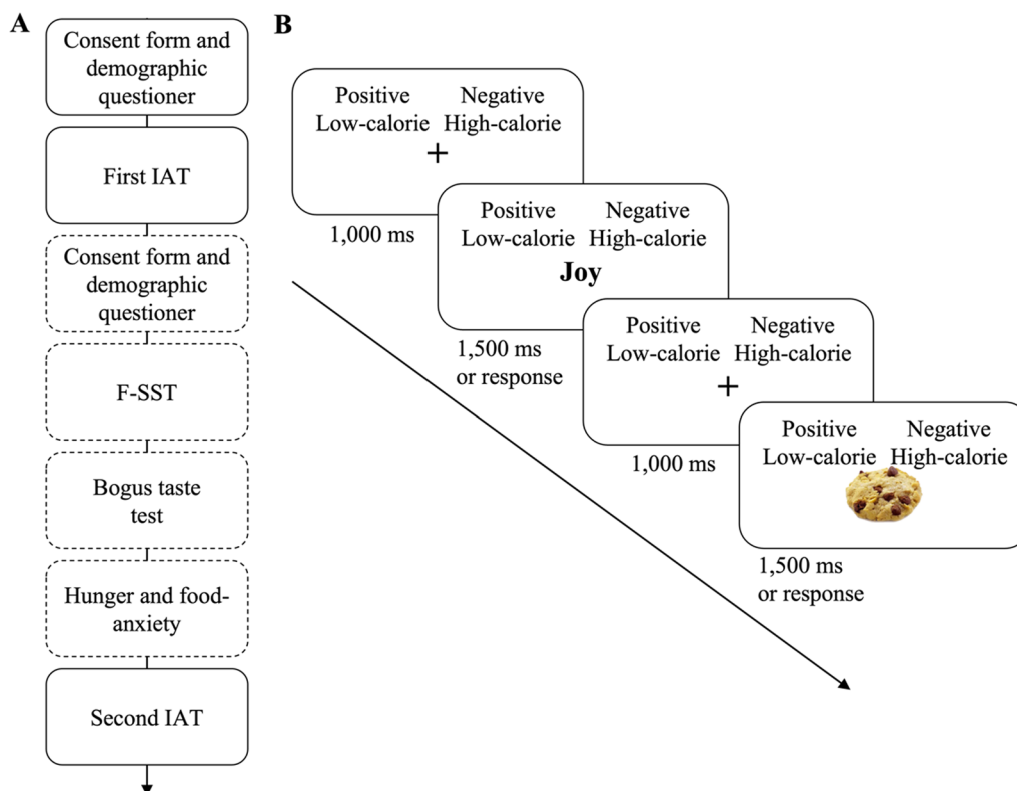 A
Consent form and
demographic
questioner
First IAT
Consent form and
demographic
questioner
F-SST
Bogus taste
test
Hunger and food-
anxiety
Second IAT
B
Positive Negative
Low-calorie High-calorie
+
1,000 ms
Positive Negative
Low-calorie High-calorie
Joy
1,500 ms
or response
Positive Negative
Low-calorie High-calorie
+
1,000 ms
Positive Negative
Low-calorie High-calorie
1,500 ms
or response